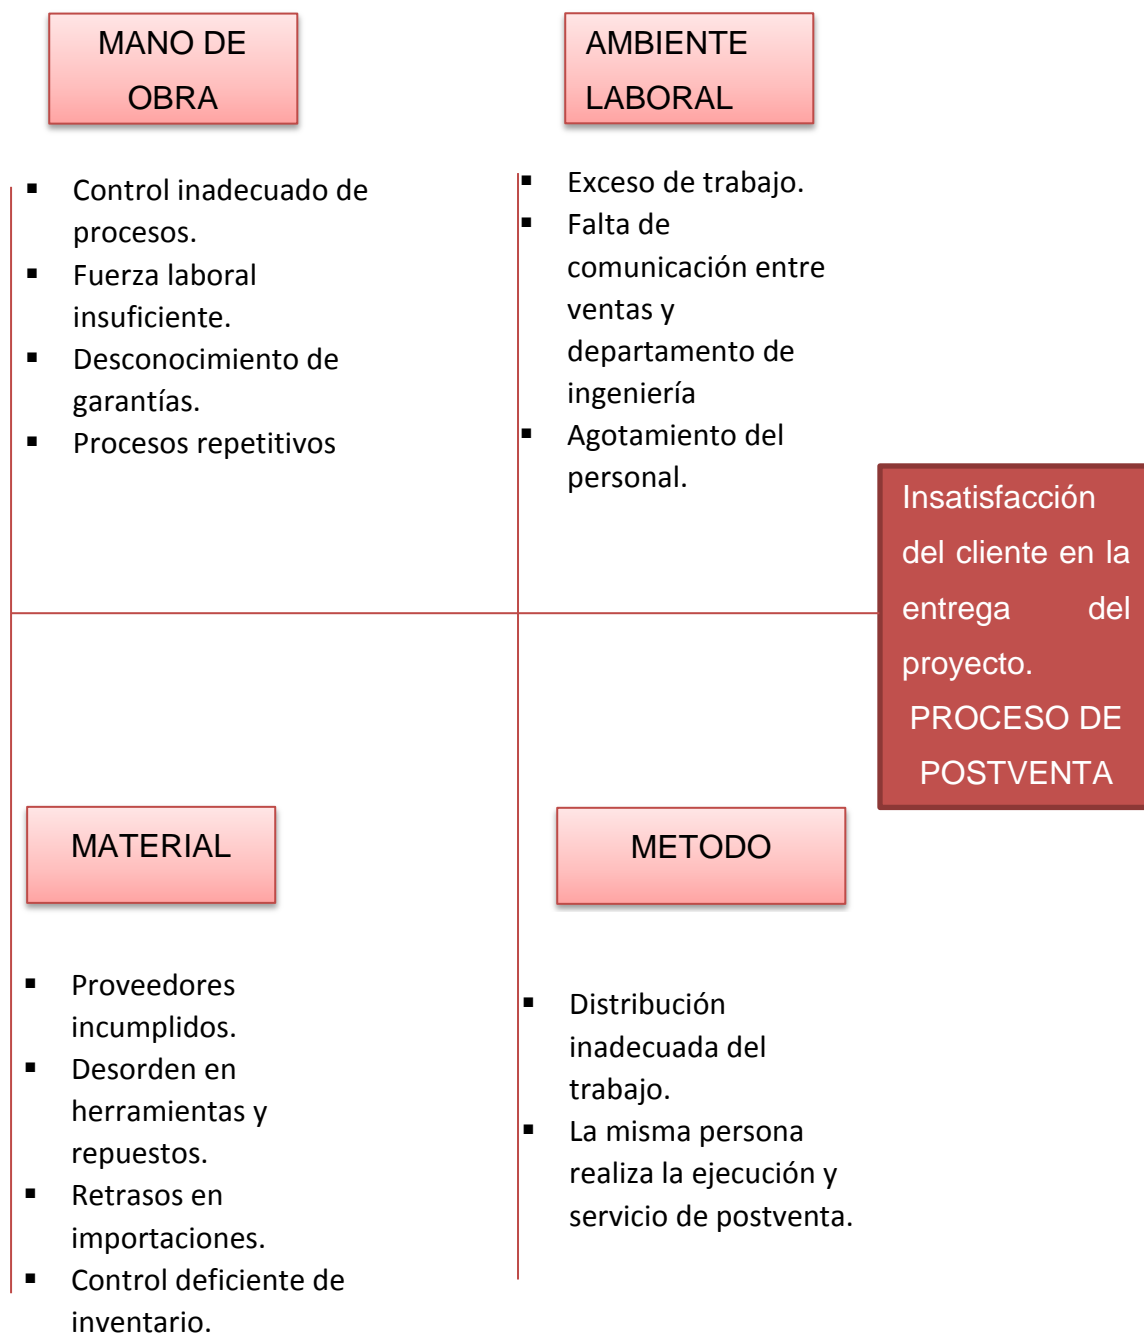 MANO DE
OBRA
▪ Control inadecuado de
procesos.
▪ Fuerza laboral
insuficiente.
▪ Desconocimiento de
garantías.
▪ Procesos repetitivos
AMBIENTE
LABORAL
▪ Exceso de trabajo.
▪ Falta de
comunicación entre
ventas y
departamento de
ingeniería
▪ Agotamiento del
personal.
Insatisfacción
del cliente en la
entrega del
proyecto.
PROCESO DE
POSTVENTA
MATERIAL
▪ Proveedores
incumplidos.
▪ Desorden en
herramientas y
repuestos.
▪ Retrasos en
importaciones.
▪ Control deficiente de
inventario.
METODO
▪ Distribución
inadecuada del
trabajo.
▪ La misma persona
realiza la ejecución y
servicio de postventa.